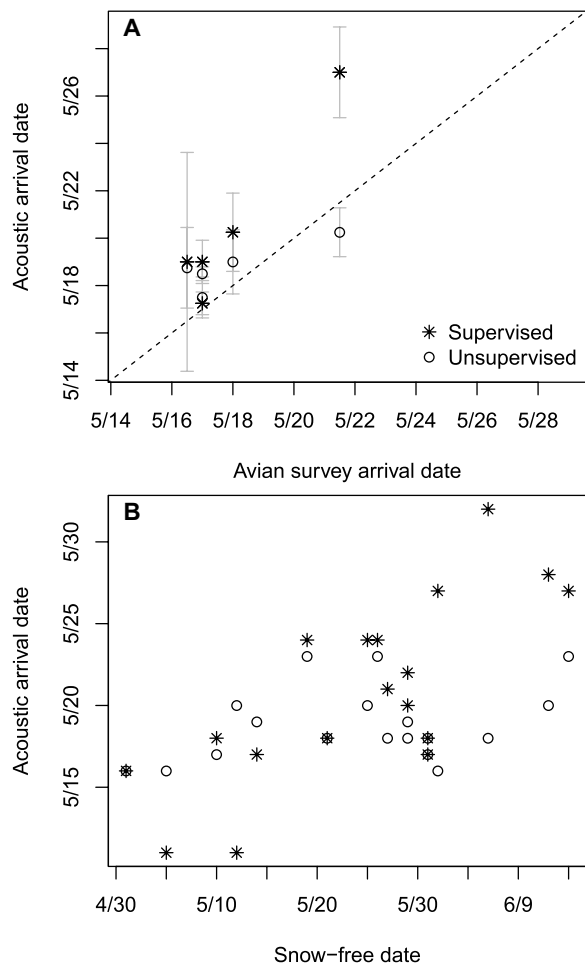 A
Acoustic arrival date
5/26
5/22
5/18
5/14
Supervised
Unsupervised
5/14 5/16 5/18 5/20 5/22 5/24 5/26 5/28
Avian survey arrival date
B
Acoustic arrival date
5/30
5/25
5/20
5/15
4/30 5/10 5/20 5/30 6/9
Snow−free date